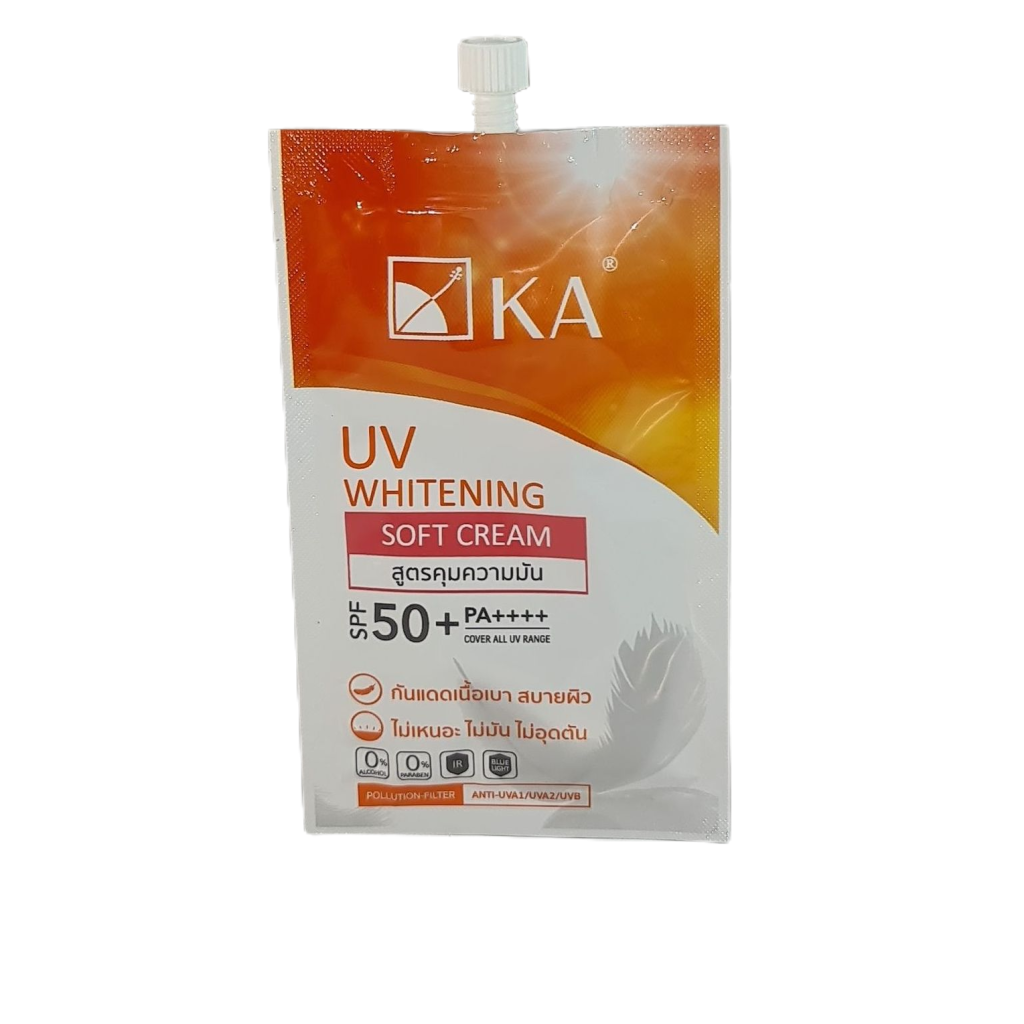 KA®
UV
WHITENING
SOFT CREAM
สูตรคุมความมัน
SPF 50+ PA++++
COVER ALL UV RANGE
กันแดดเนื้อเบา สบายผิว
ไม่เหนอะ ไม่มัน ไม่อุดตัน
0% ALCOHOL 0% PARABEN IR BLUE LIGHT
POLLUTION-FILTER ANTI-UVA1/UVA2/UVB